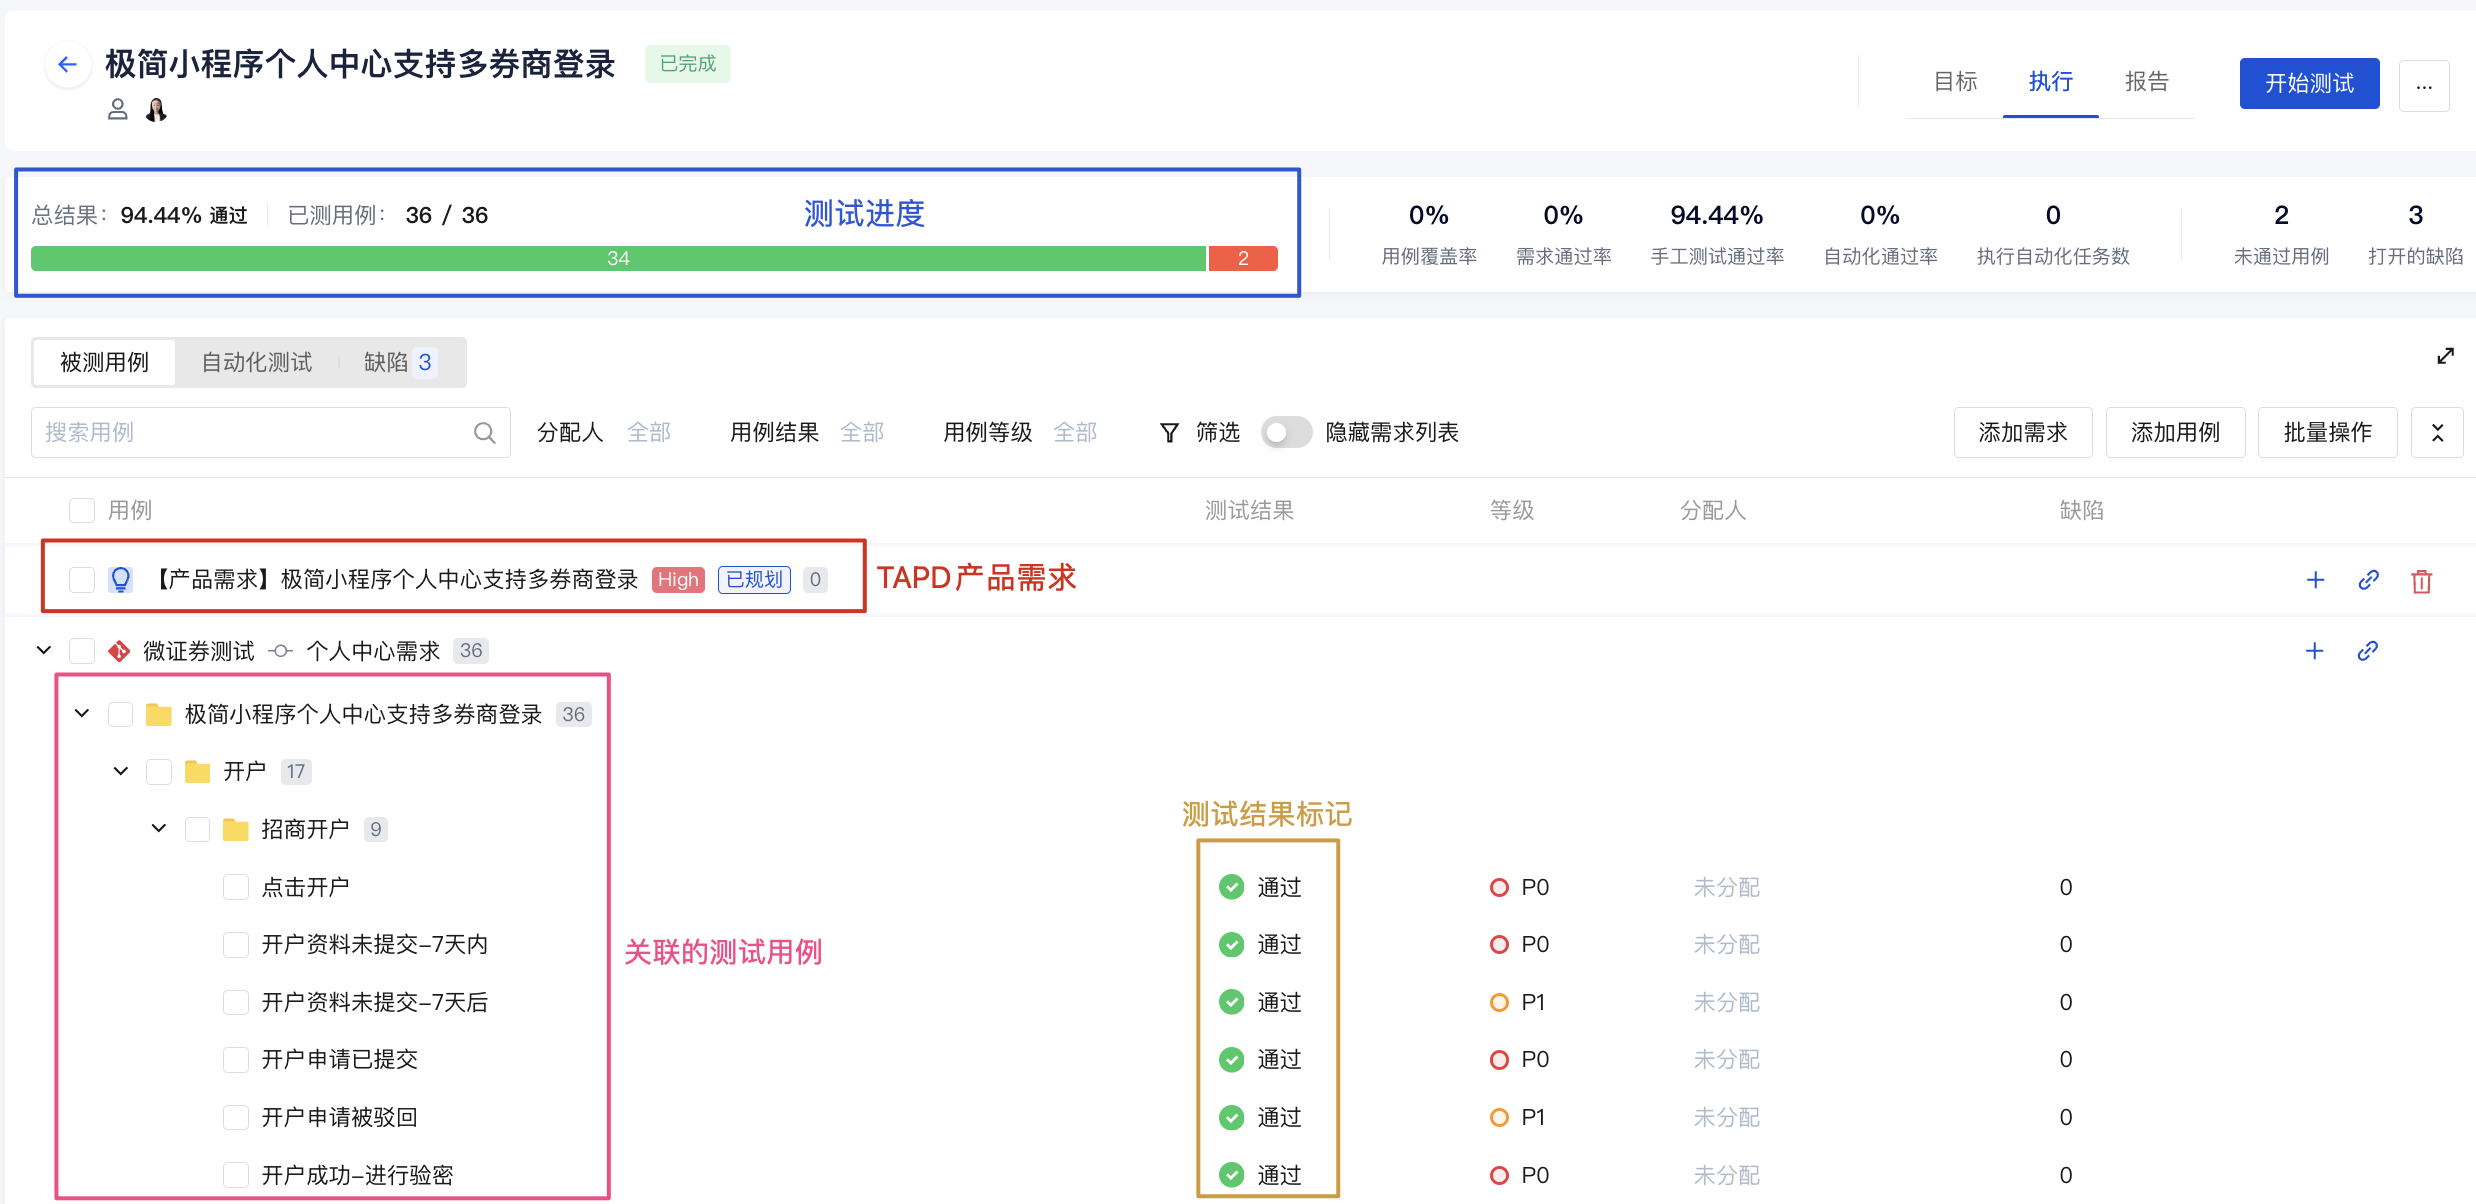 极简小程序个人中心支持多券商登录 已完成
目标 执行 报告 开始测试 ...
总结果： 94.44% 通过 已测用例： 36 / 36 测试进度
34 2
0% 0% 94.44% 0% 0 2 3
用例覆盖率 需求通过率 手工测试通过率 自动化通过率 执行自动化任务数 未通过用例 打开的缺陷
被测用例 自动化测试 缺陷 3
搜索用例 分配人 全部 用例结果 全部 用例等级 全部 筛选 隐藏需求列表 添加需求 添加用例 批量操作
用例 测试结果 等级 分配人 缺陷
【产品需求】极简小程序个人中心支持多券商登录 High 已规划 0 TAPD产品需求
微证券测试 个人中心需求 36
极简小程序个人中心支持多券商登录 36
开户 17
测试结果标记
招商开户 9
点击开户 通过 P0 未分配 0
开户资料未提交–7天内 通过 P0 未分配 0
关联的测试用例
开户资料未提交–7天后 通过 P1 未分配 0
开户申请已提交 通过 P0 未分配 0
开户申请被驳回 通过 P1 未分配 0
开户成功–进行验密 通过 P0 未分配 0